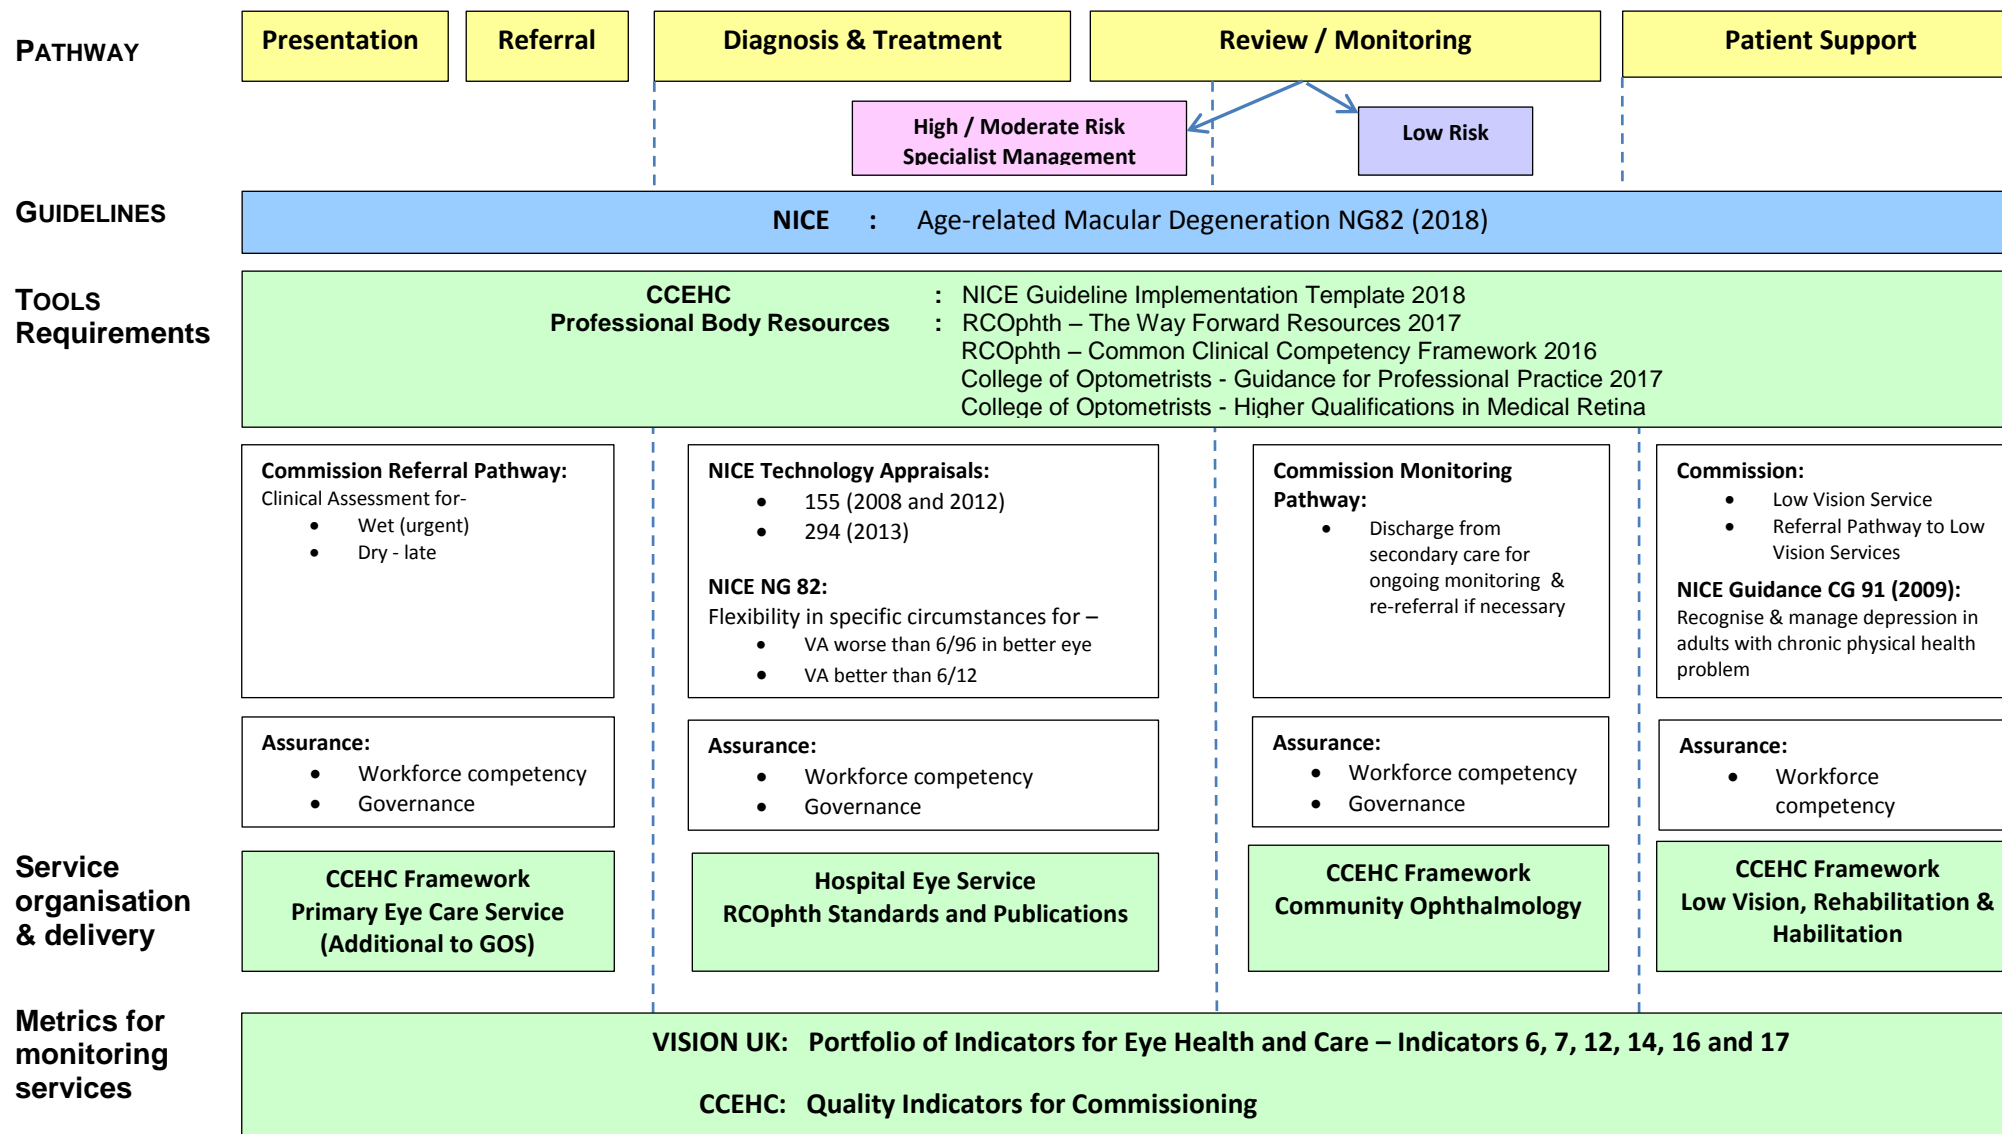 PATHWAY
Presentation
Referral
Diagnosis & Treatment
Review / Monitoring
Patient Support
High / Moderate Risk
Specialist Management
Low Risk
GUIDELINES
NICE : Age-related Macular Degeneration NG82 (2018)
TOOLS
Requirements
CCEHC : NICE Guideline Implementation Template 2018
Professional Body Resources : RCOphth – The Way Forward Resources 2017
RCOphth – Common Clinical Competency Framework 2016
College of Optometrists - Guidance for Professional Practice 2017
College of Optometrists - Higher Qualifications in Medical Retina
Commission Referral Pathway:
Clinical Assessment for-
• Wet (urgent)
• Dry - late
NICE Technology Appraisals:
• 155 (2008 and 2012)
• 294 (2013)
NICE NG 82:
Flexibility in specific circumstances for –
• VA worse than 6/96 in better eye
• VA better than 6/12
Commission Monitoring
Pathway:
• Discharge from
secondary care for
ongoing monitoring &
re-referral if necessary
Commission:
• Low Vision Service
• Referral Pathway to Low
Vision Services
NICE Guidance CG 91 (2009):
Recognise & manage depression in
adults with chronic physical health
problem
Assurance:
• Workforce competency
• Governance
Assurance:
• Workforce competency
• Governance
Assurance:
• Workforce competency
• Governance
Assurance:
• Workforce
competency
Service
organisation
& delivery
CCEHC Framework
Primary Eye Care Service
(Additional to GOS)
Hospital Eye Service
RCOphth Standards and Publications
CCEHC Framework
Community Ophthalmology
CCEHC Framework
Low Vision, Rehabilitation &
Habilitation
Metrics for
monitoring
services
VISION UK: Portfolio of Indicators for Eye Health and Care – Indicators 6, 7, 12, 14, 16 and 17
CCEHC: Quality Indicators for Commissioning